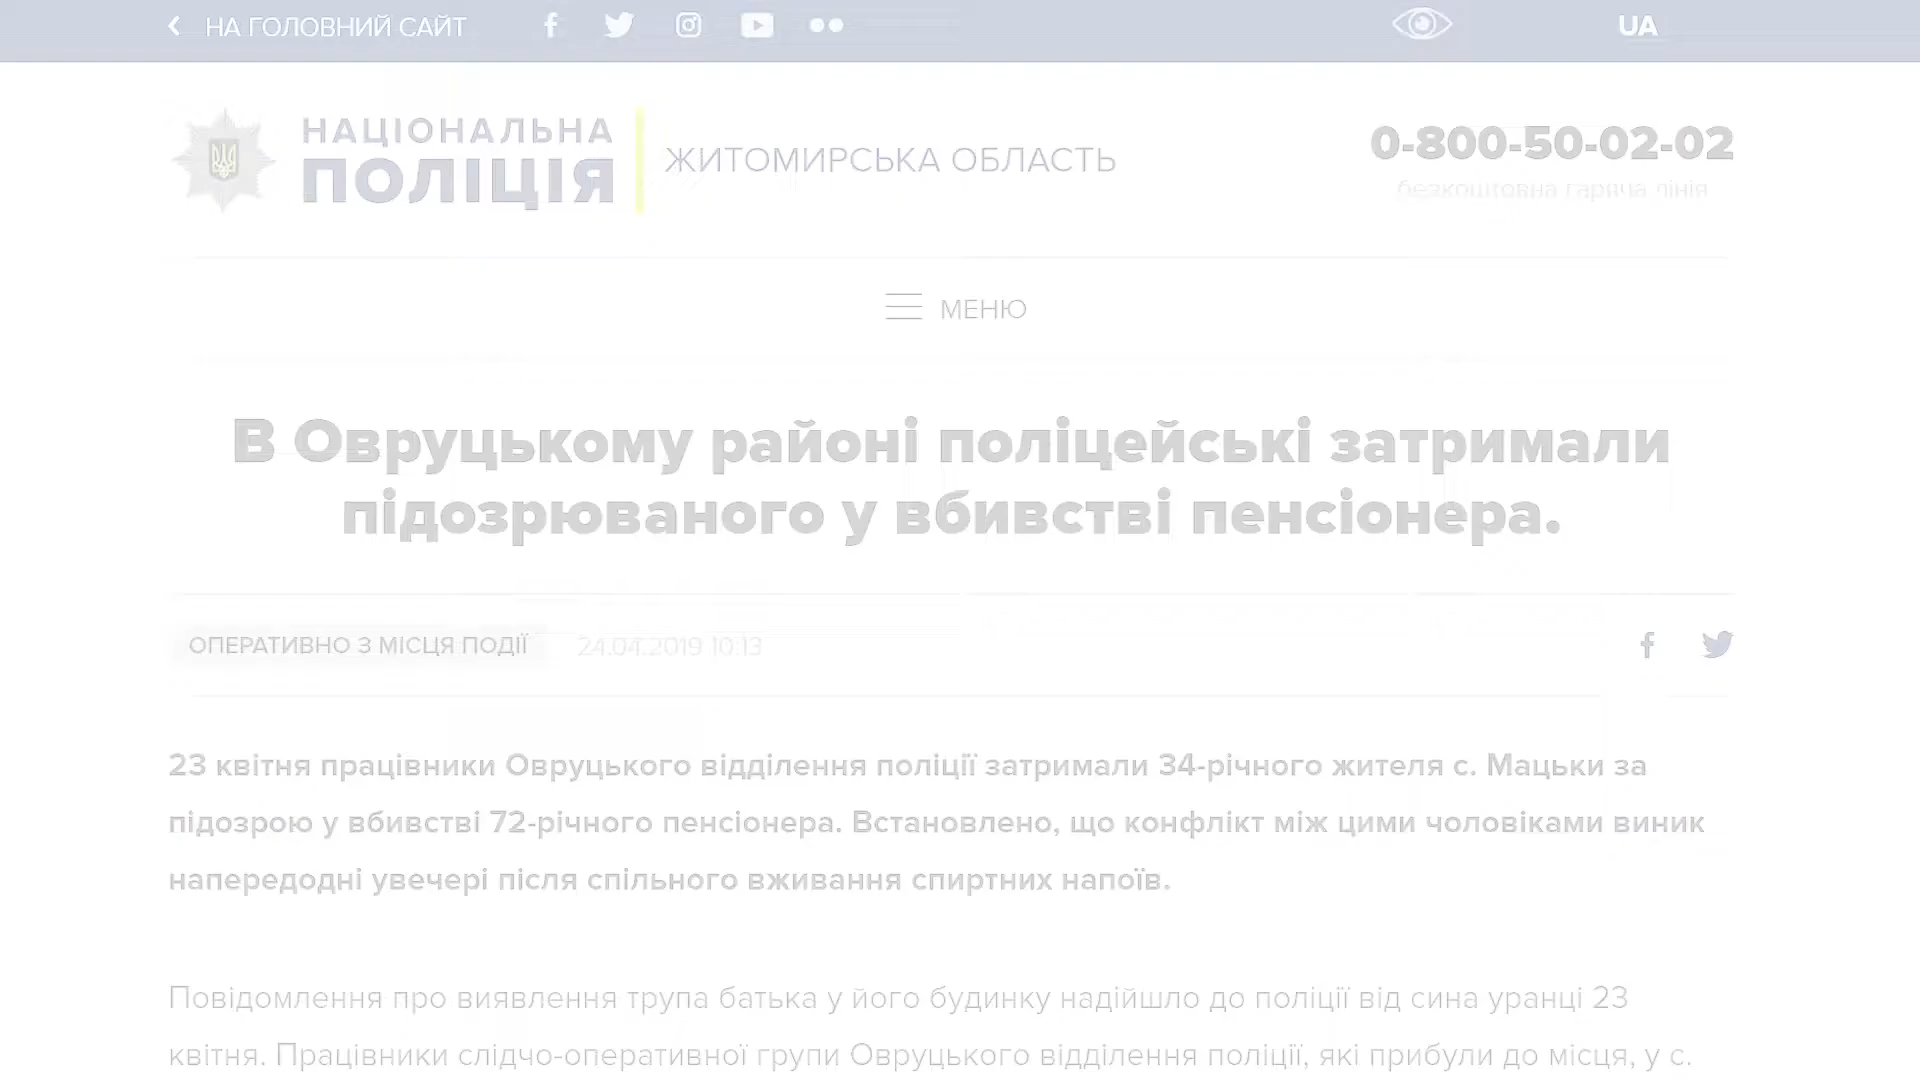 НА ГОЛОВНИЙ САЙТ
UA
НАЦІОНАЛЬНА
ПОЛІЦІЯ
ЖИТОМИРСЬКА ОБЛАСТЬ
0-800-50-02-02
безкоштовна гаряча лінія
МЕНЮ
В Овруцькому районі поліцейські затримали
підозрюваного у вбивстві пенсіонера.
ОПЕРАТИВНО З МІСЦЯ ПОДІЇ 24.04.2019 10:13
23 квітня працівники Овруцького відділення поліції затримали 34-річного жителя с. Мацьки за
підозрою у вбивстві 72-річного пенсіонера. Встановлено, що конфлікт між цими чоловіками виник
напередодні увечері після спільного вживання спиртних напоїв.
Повідомлення про виявлення трупа батька у його будинку надійшло до поліції від сина уранці 23
квітня. Працівники слідчо-оперативної групи Овруцького відділення поліції, які прибули до місця, у с.